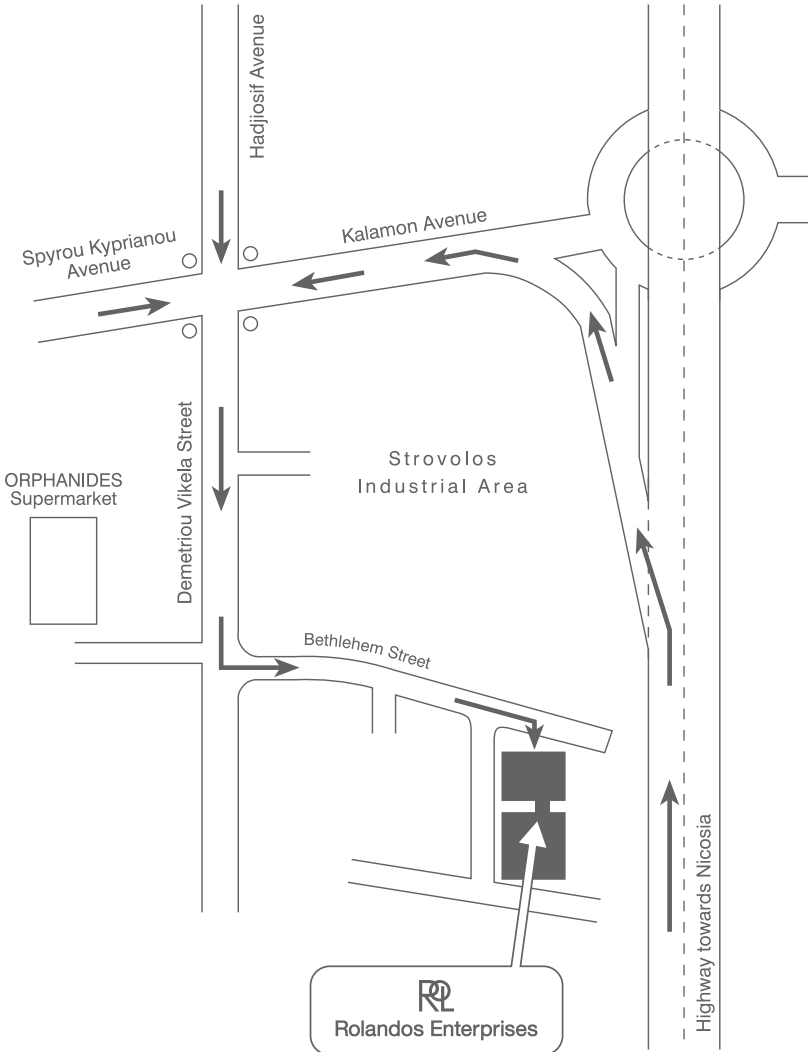 Hadjiosif Avenue
Kalamon Avenue
Spyrou Kyprianou
Avenue
Demetriou Vikela Street
Strovolos
Industrial Area
ORPHANIDES
Supermarket
Bethlehem Street
Highway towards Nicosia
RL
Rolandos Enterprises